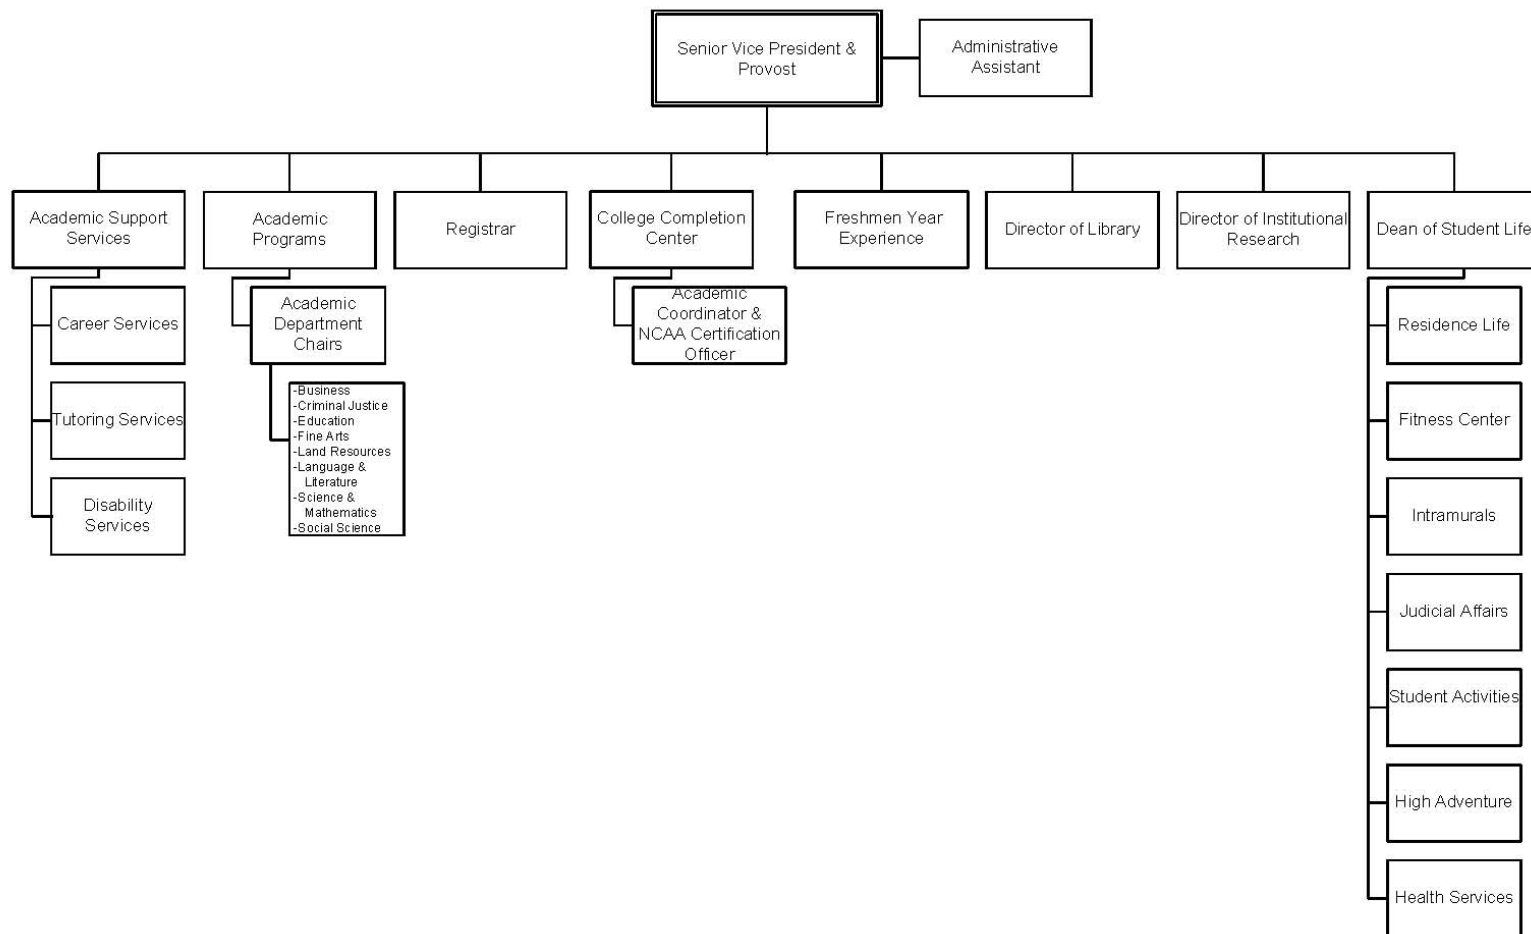 Senior Vice President &
Provost
Administrative
Assistant
Academic Support
Services
Academic
Programs
Registrar
College Completion
Center
Freshmen Year
Experience
Director of Library
Director of Institutional
Research
Dean of Student Life
Career Services
Tutoring Services
Disability
Services
Academic
Department
Chairs
-Business
-Criminal Justice
-Education
-Fine Arts
-Land Resources
-Language &
Literature
-Science &
Mathematics
-Social Science
Academic
Coordinator &
NCAA Certification
Officer
Residence Life
Fitness Center
Intramurals
Judicial Affairs
Student Activities
High Adventure
Health Services